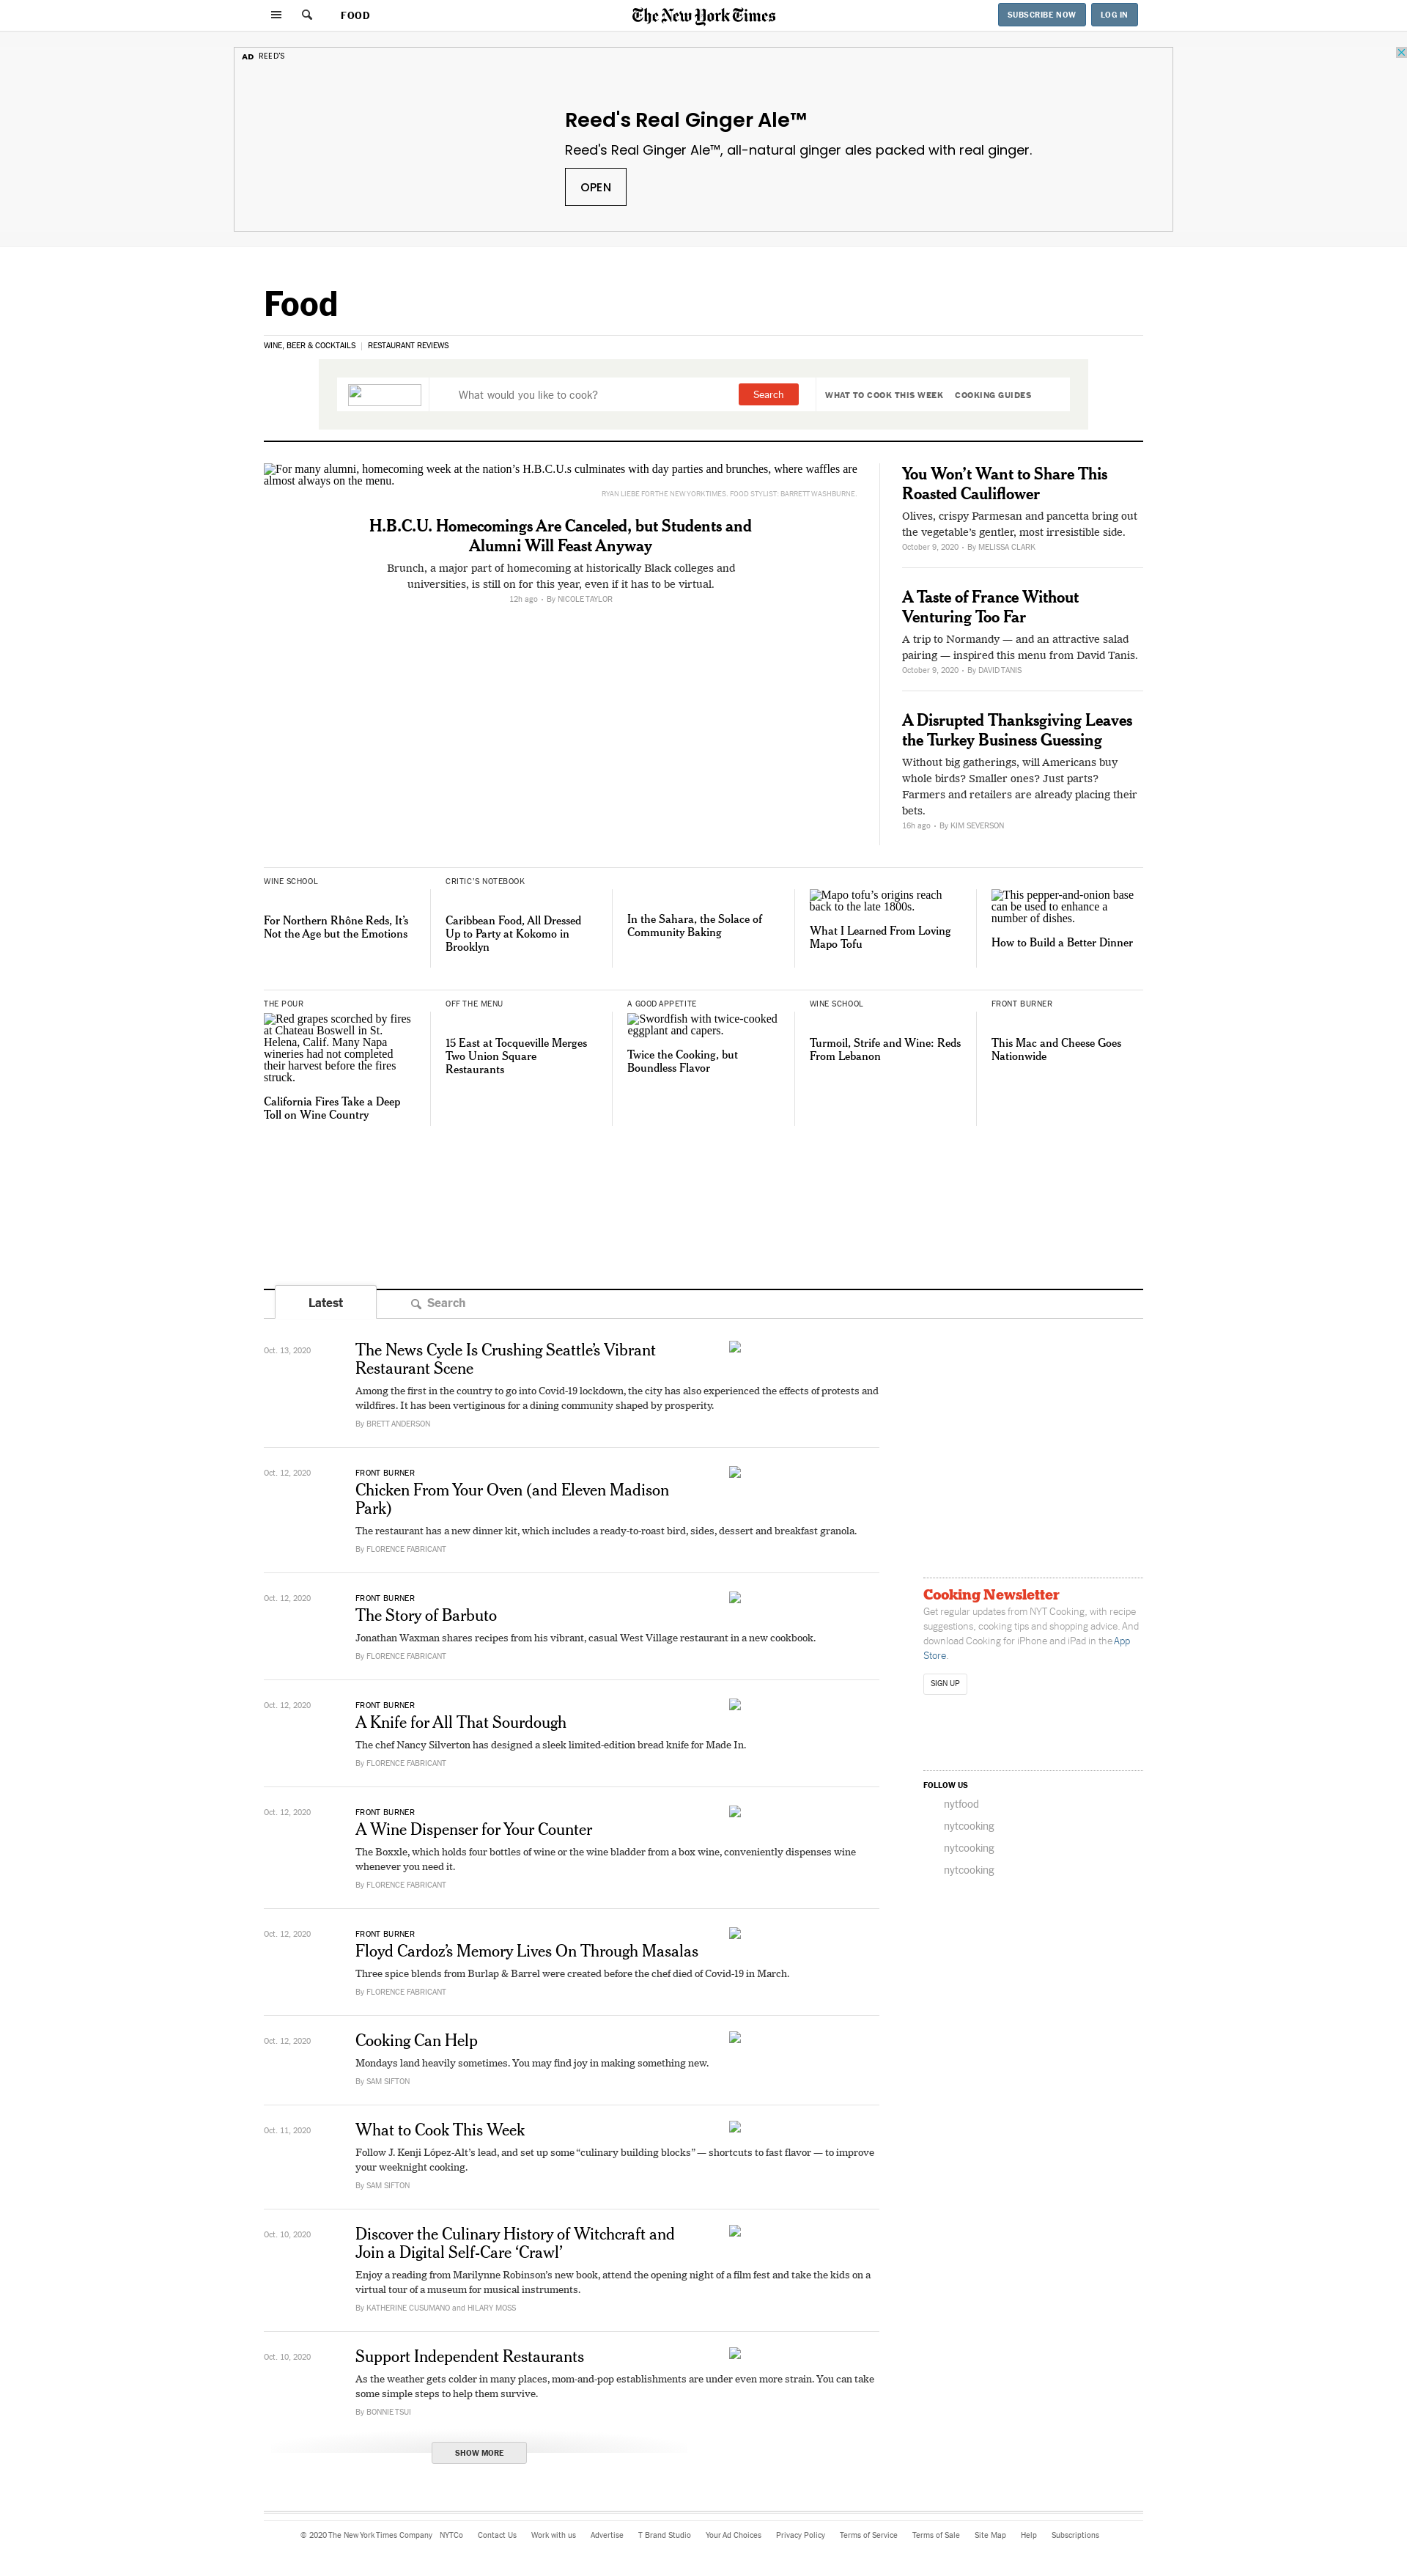 FOOD
The New York Times
SUBSCRIBE NOW
LOG IN
AD REED'S
Reed's Real Ginger Ale™
Reed's Real Ginger Ale™, all-natural ginger ales packed with real ginger.
OPEN
Food
WINE, BEER & COCKTAILS | RESTAURANT REVIEWS
What would you like to cook?
Search
WHAT TO COOK THIS WEEK
COOKING GUIDES
For many alumni, homecoming week at the nation’s H.B.C.U.s culminates with day parties and brunches, where waffles are
almost always on the menu.
RYAN LIEBE FOR THE NEW YORK TIMES. FOOD STYLIST: BARRETT WASHBURNE.
H.B.C.U. Homecomings Are Canceled, but Students and
Alumni Will Feast Anyway
Brunch, a major part of homecoming at historically Black colleges and
universities, is still on for this year, even if it has to be virtual.
12h ago • By NICOLE TAYLOR
You Won’t Want to Share This
Roasted Cauliflower
Olives, crispy Parmesan and pancetta bring out
the vegetable’s gentler, most irresistible side.
October 9, 2020 • By MELISSA CLARK
A Taste of France Without
Venturing Too Far
A trip to Normandy — and an attractive salad
pairing — inspired this menu from David Tanis.
October 9, 2020 • By DAVID TANIS
A Disrupted Thanksgiving Leaves
the Turkey Business Guessing
Without big gatherings, will Americans buy
whole birds? Smaller ones? Just parts?
Farmers and retailers are already placing their
bets.
16h ago • By KIM SEVERSON
WINE SCHOOL
For Northern Rhône Reds, It’s
Not the Age but the Emotions
CRITIC’S NOTEBOOK
Caribbean Food, All Dressed
Up to Party at Kokomo in
Brooklyn
In the Sahara, the Solace of
Community Baking
Mapo tofu’s origins reach
back to the late 1800s.
What I Learned From Loving
Mapo Tofu
This pepper-and-onion base
can be used to enhance a
number of dishes.
How to Build a Better Dinner
THE POUR
Red grapes scorched by fires
at Chateau Boswell in St.
Helena, Calif. Many Napa
wineries had not completed
their harvest before the fires
struck.
California Fires Take a Deep
Toll on Wine Country
OFF THE MENU
15 East at Tocqueville Merges
Two Union Square
Restaurants
A GOOD APPETITE
Swordfish with twice-cooked
eggplant and capers.
Twice the Cooking, but
Boundless Flavor
WINE SCHOOL
Turmoil, Strife and Wine: Reds
From Lebanon
FRONT BURNER
This Mac and Cheese Goes
Nationwide
Latest
Search
Oct. 13, 2020
The News Cycle Is Crushing Seattle’s Vibrant
Restaurant Scene
Among the first in the country to go into Covid-19 lockdown, the city has also experienced the effects of protests and
wildfires. It has been vertiginous for a dining community shaped by prosperity.
By BRETT ANDERSON
Oct. 12, 2020
FRONT BURNER
Chicken From Your Oven (and Eleven Madison
Park)
The restaurant has a new dinner kit, which includes a ready-to-roast bird, sides, dessert and breakfast granola.
By FLORENCE FABRICANT
Oct. 12, 2020
FRONT BURNER
The Story of Barbuto
Jonathan Waxman shares recipes from his vibrant, casual West Village restaurant in a new cookbook.
By FLORENCE FABRICANT
Oct. 12, 2020
FRONT BURNER
A Knife for All That Sourdough
The chef Nancy Silverton has designed a sleek limited-edition bread knife for Made In.
By FLORENCE FABRICANT
Oct. 12, 2020
FRONT BURNER
A Wine Dispenser for Your Counter
The Boxxle, which holds four bottles of wine or the wine bladder from a box wine, conveniently dispenses wine
whenever you need it.
By FLORENCE FABRICANT
Oct. 12, 2020
FRONT BURNER
Floyd Cardoz’s Memory Lives On Through Masalas
Three spice blends from Burlap & Barrel were created before the chef died of Covid-19 in March.
By FLORENCE FABRICANT
Oct. 12, 2020
Cooking Can Help
Mondays land heavily sometimes. You may find joy in making something new.
By SAM SIFTON
Oct. 11, 2020
What to Cook This Week
Follow J. Kenji López-Alt’s lead, and set up some “culinary building blocks” — shortcuts to fast flavor — to improve
your weeknight cooking.
By SAM SIFTON
Oct. 10, 2020
Discover the Culinary History of Witchcraft and
Join a Digital Self-Care ‘Crawl’
Enjoy a reading from Marilynne Robinson’s new book, attend the opening night of a film fest and take the kids on a
virtual tour of a museum for musical instruments.
By KATHERINE CUSUMANO and HILARY MOSS
Oct. 10, 2020
Support Independent Restaurants
As the weather gets colder in many places, mom-and-pop establishments are under even more strain. You can take
some simple steps to help them survive.
By BONNIE TSUI
SHOW MORE
Cooking Newsletter
Get regular updates from NYT Cooking, with recipe
suggestions, cooking tips and shopping advice. And
download Cooking for iPhone and iPad in the App
Store.
SIGN UP
FOLLOW US
nytfood
nytcooking
nytcooking
nytcooking
© 2020 The New York Times Company NYTCo Contact Us Work with us Advertise T Brand Studio Your Ad Choices Privacy Policy Terms of Service Terms of Sale Site Map Help Subscriptions